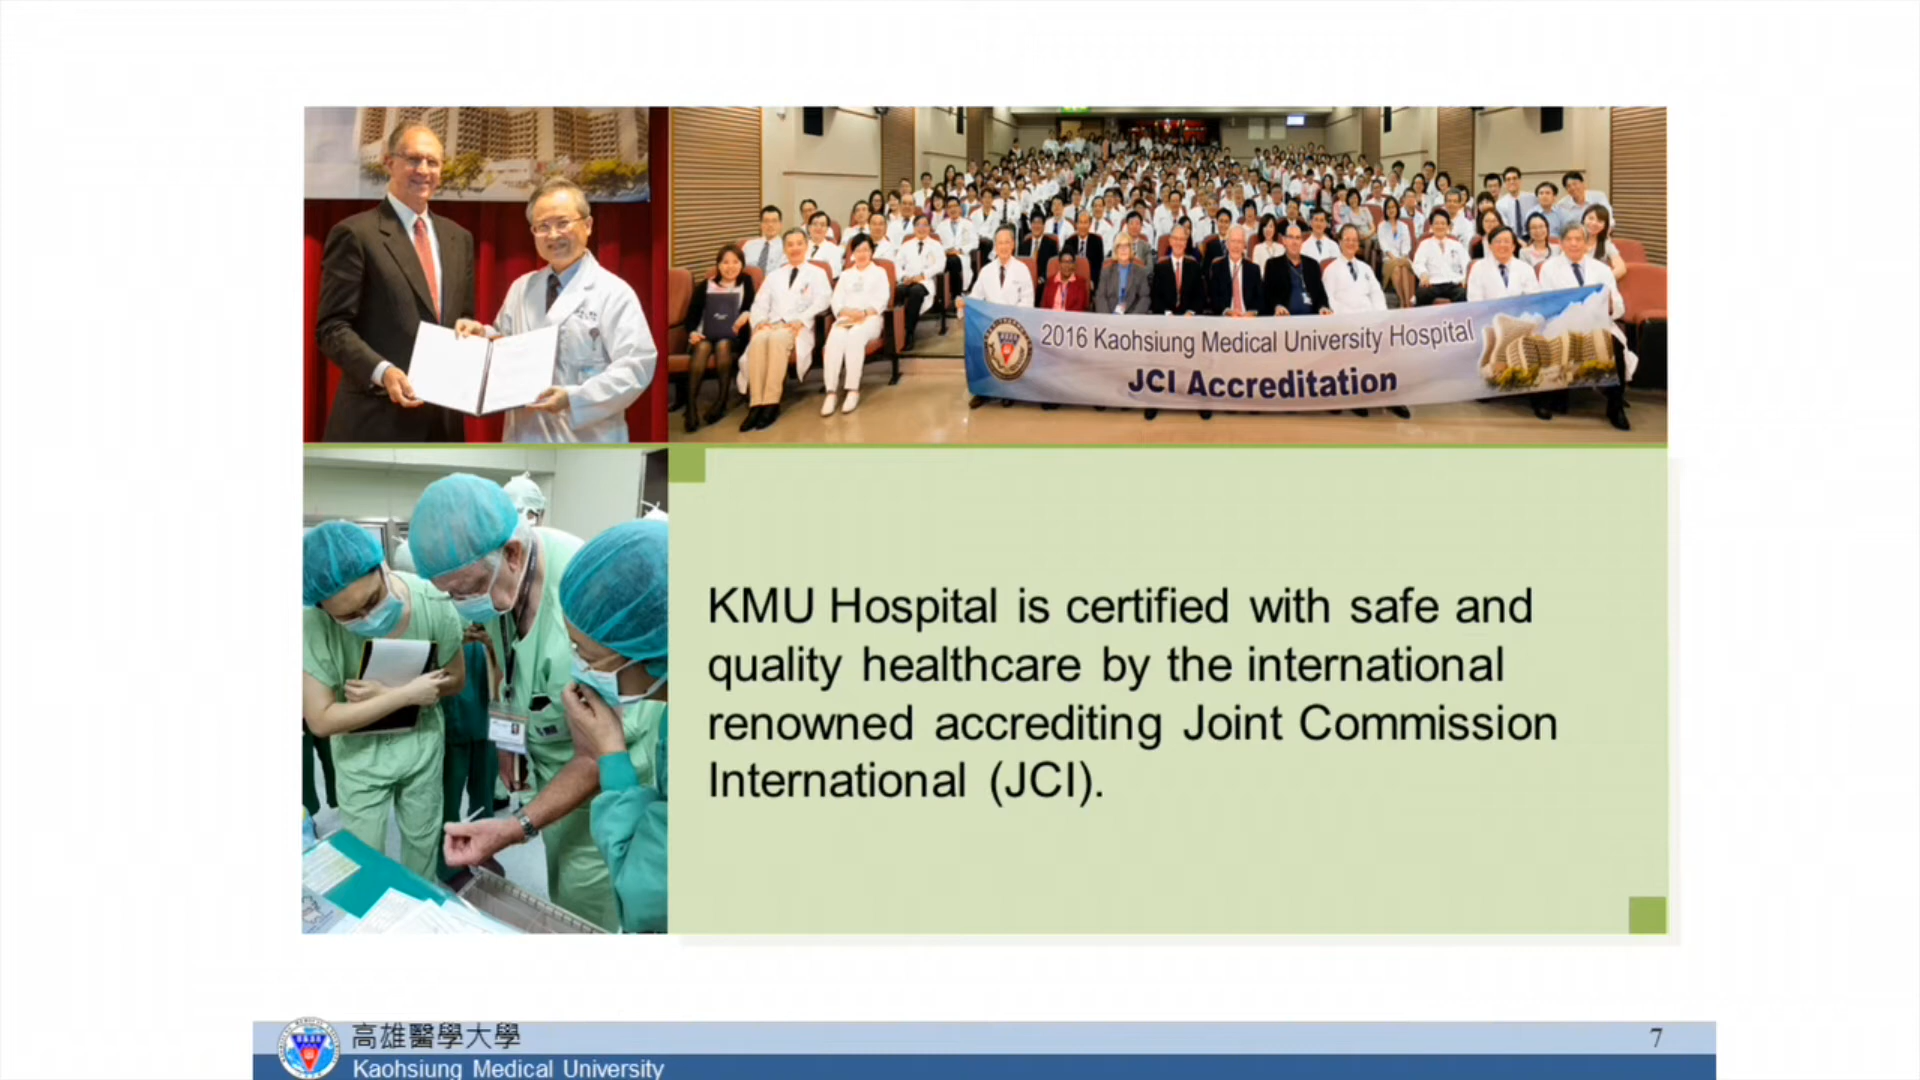 2016 Kaohsiung Medical University Hospital
JCI Accreditation
KMU Hospital is certified with safe and
quality healthcare by the international
renowned accrediting Joint Commission
International (JCI).
高雄醫學大學
Kaohsiung Medical University
7